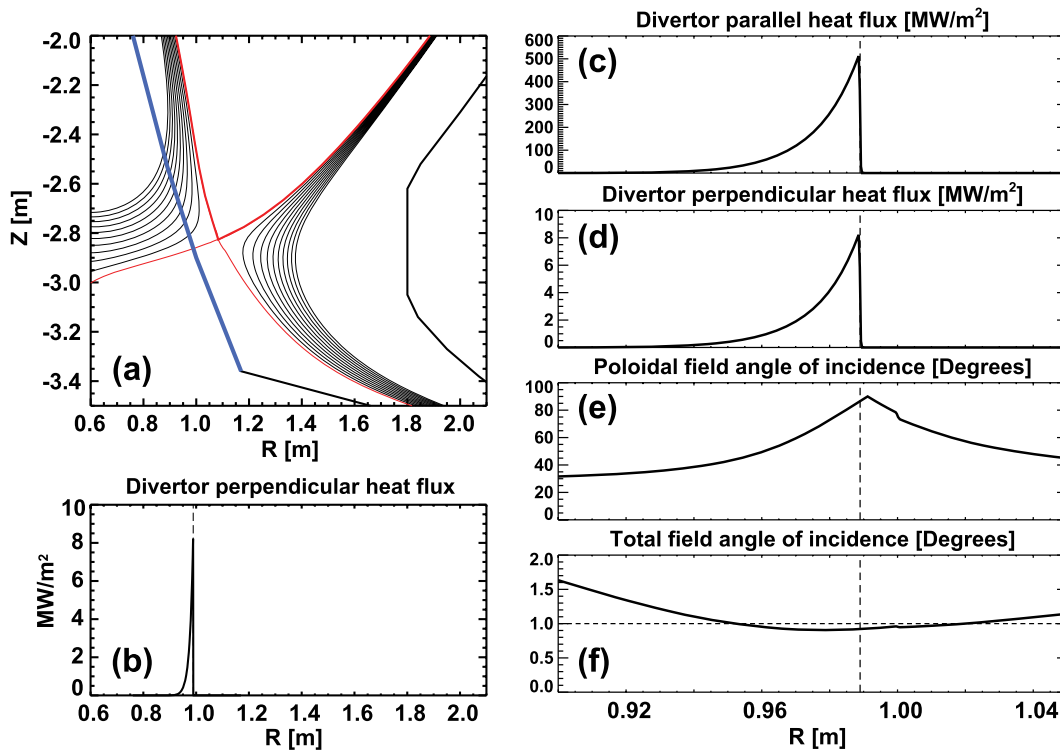 -2.0
-2.2
-2.4
-2.6
-2.8
-3.0
-3.2
-3.4
Z [m]
(a)
0.6 0.8 1.0 1.2 1.4 1.6 1.8 2.0
R [m]
Divertor perpendicular heat flux
10
8
6
4
2
0
MW/m²
(b)
0.6 0.8 1.0 1.2 1.4 1.6 1.8 2.0
R [m]
Divertor parallel heat flux [MW/m²]
600
500
400
300
200
100
0
(c)
Divertor perpendicular heat flux [MW/m²]
10
8
6
4
2
0
(d)
Poloidal field angle of incidence [Degrees]
100
80
60
40
20
0
(e)
Total field angle of incidence [Degrees]
2.0
1.5
1.0
0.5
0.0
(f)
0.92 0.96 1.00 1.04
R [m]